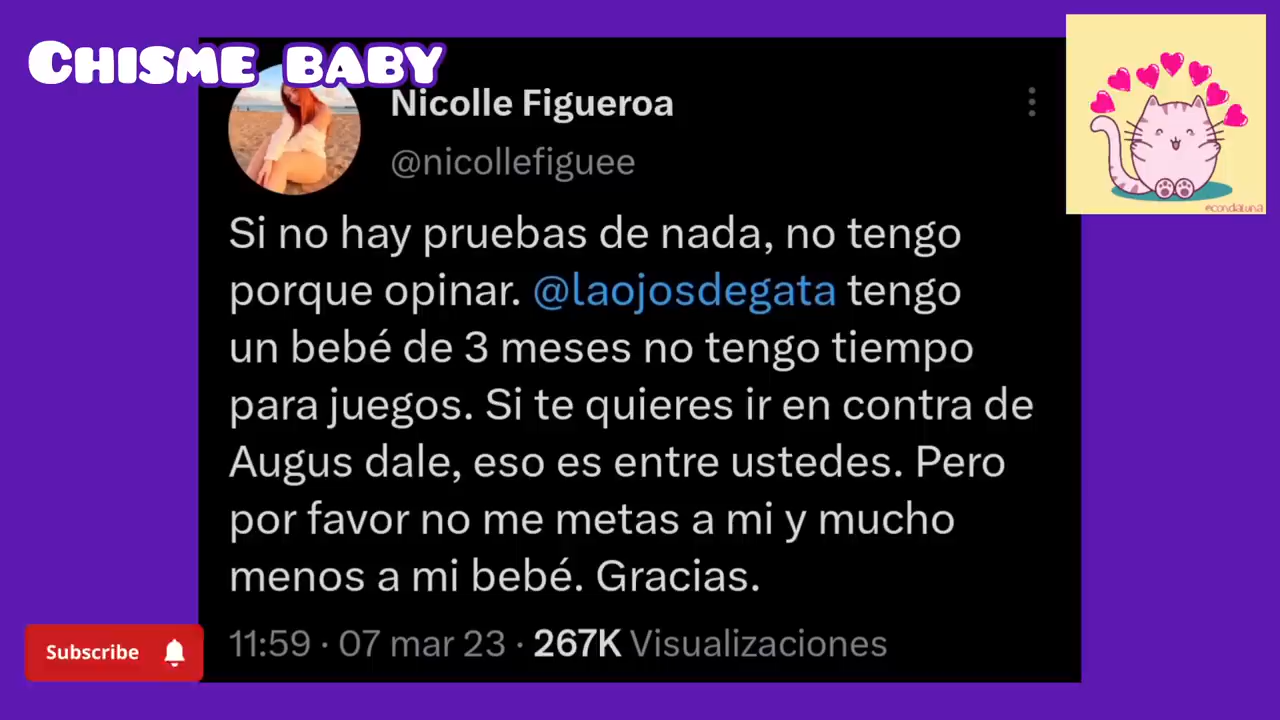 CHISME BABY
Nicolle Figueroa
@nicollefiguee
Si no hay pruebas de nada, no tengo
porque opinar. @laojosdegata tengo
un bebé de 3 meses no tengo tiempo
para juegos. Si te quieres ir en contra de
Augus dale, eso es entre ustedes. Pero
por favor no me metas a mi y mucho
menos a mi bebé. Gracias.
11:59 · 07 mar 23 · 267K Visualizaciones
Subscribe